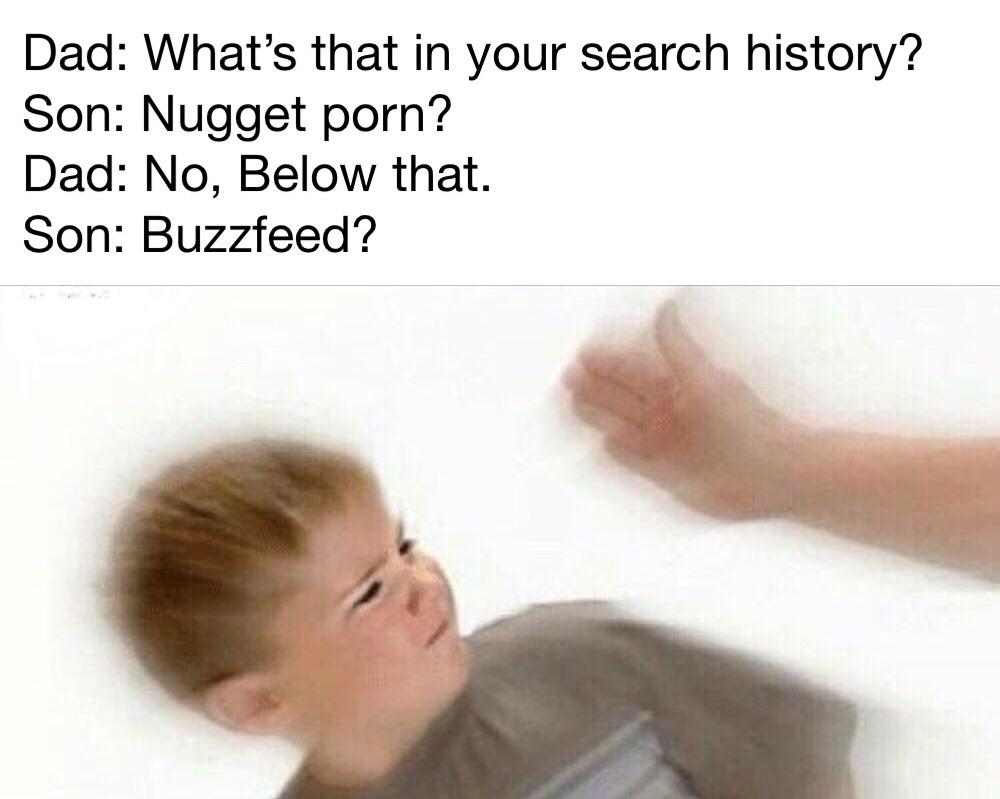 Dad: What’s that in your search history?
Son: Nugget porn?
Dad: No, Below that.
Son: Buzzfeed?